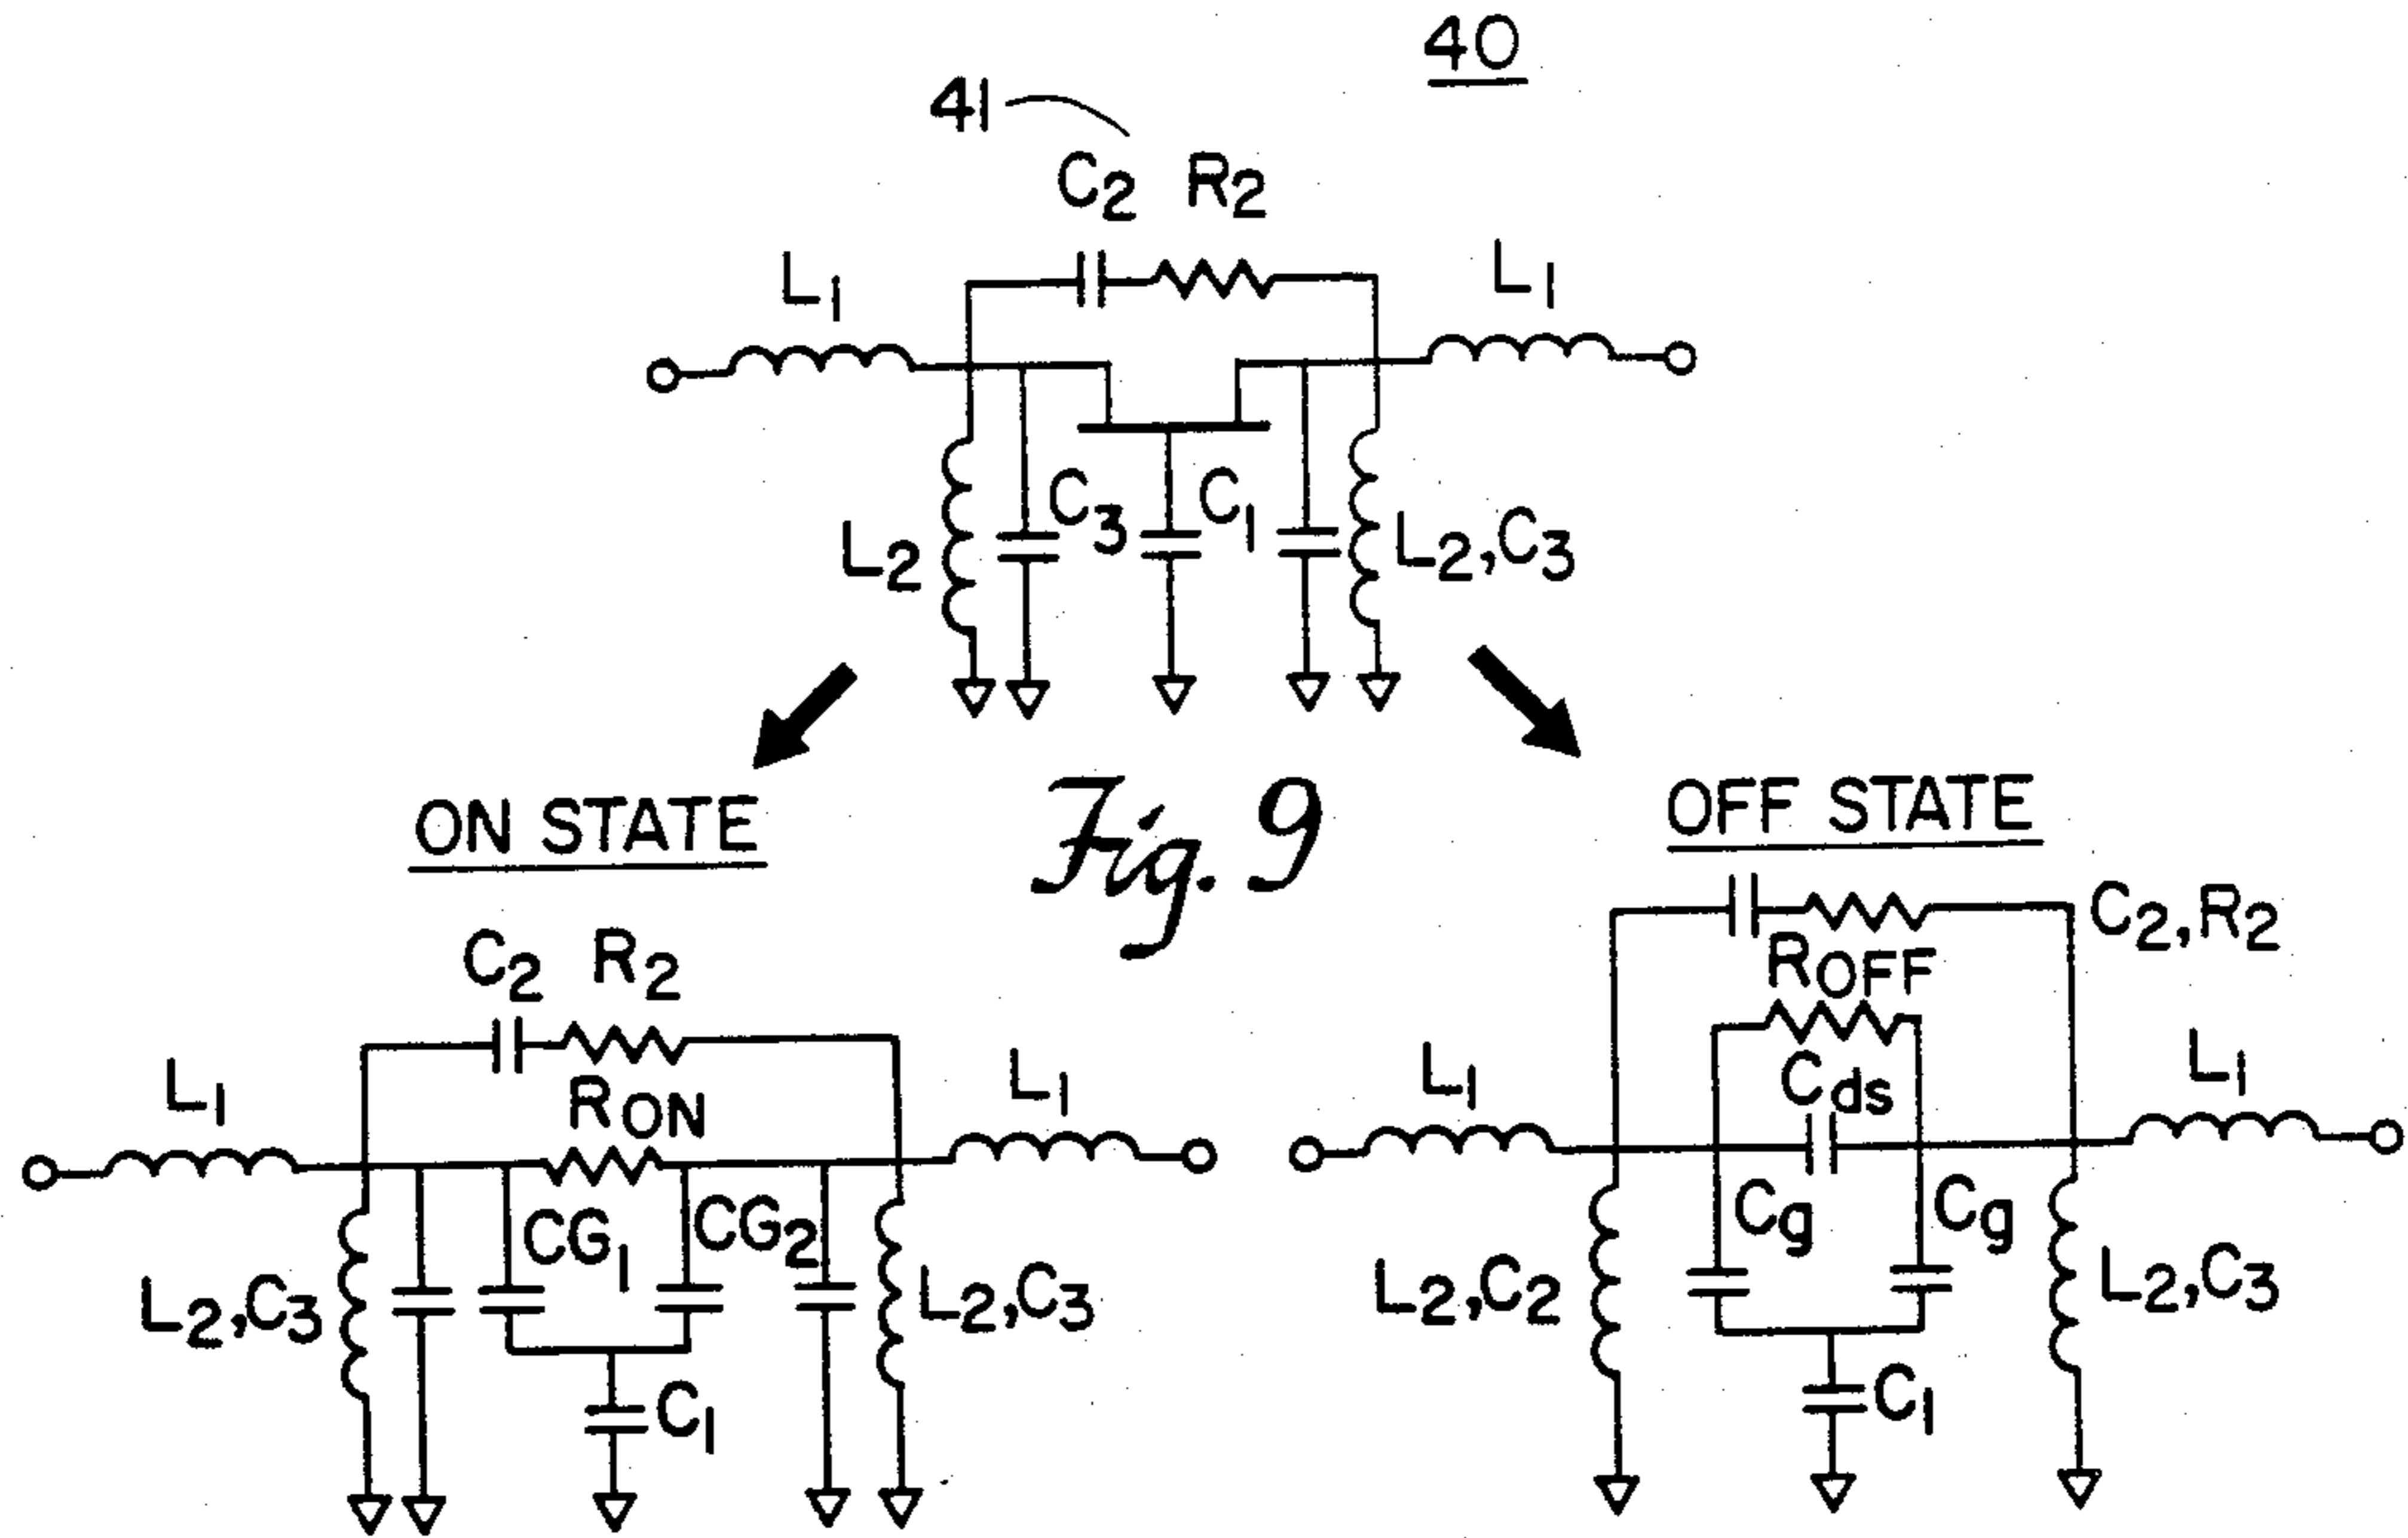 40
41
C2 R2
L1
L1
L2
C3
C1
L2,C3
ON STATE
Fig. 9
OFF STATE
C2 R2
RON
L1
L1
CG1
CG2
L2,C3
L2,C3
C1
C2,R2
ROFF
Cds
L1
L1
Cg
Cg
L2,C2
L2,C3
C1